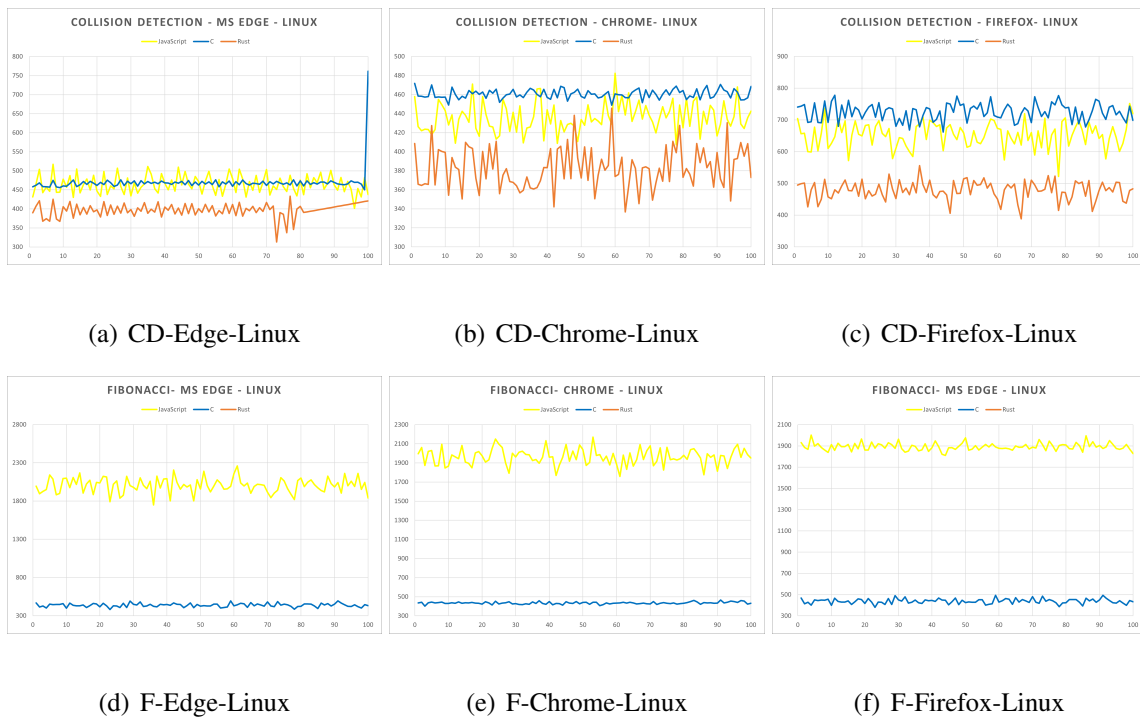 COLLISION DETECTION - MS EDGE - LINUX
JavaScript C Rust
800
750
700
650
600
550
500
450
400
350
300
0 10 20 30 40 50 60 70 80 90 100
(a) CD-Edge-Linux
COLLISION DETECTION - CHROME- LINUX
JavaScript C Rust
500
480
460
440
420
400
380
360
340
320
300
0 10 20 30 40 50 60 70 80 90 100
(b) CD-Chrome-Linux
COLLISION DETECTION - FIREFOX- LINUX
JavaScript C Rust
900
800
700
600
500
400
300
0 10 20 30 40 50 60 70 80 90 100
(c) CD-Firefox-Linux
FIBONACCI- MS EDGE - LINUX
JavaScript C Rust
2800
2300
1800
1300
800
300
0 10 20 30 40 50 60 70 80 90 100
(d) F-Edge-Linux
FIBONACCI- CHROME - LINUX
JavaScript C Rust
2300
2100
1900
1700
1500
1300
1100
900
700
500
300
0 10 20 30 40 50 60 70 80 90 100
(e) F-Chrome-Linux
FIBONACCI- MS EDGE - LINUX
JavaScript C Rust
2100
1900
1700
1500
1300
1100
900
700
500
300
0 10 20 30 40 50 60 70 80 90 100
(f) F-Firefox-Linux